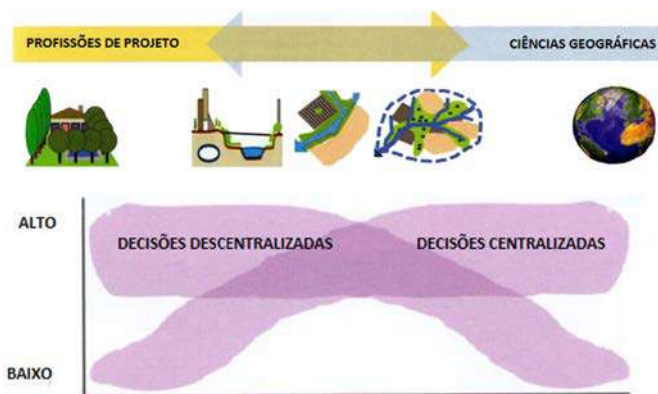 PROFISSÕES DE PROJETO
CIÊNCIAS GEOGRÁFICAS
ALTO
DECISÕES DESCENTRALIZADAS
DECISÕES CENTRALIZADAS
BAIXO